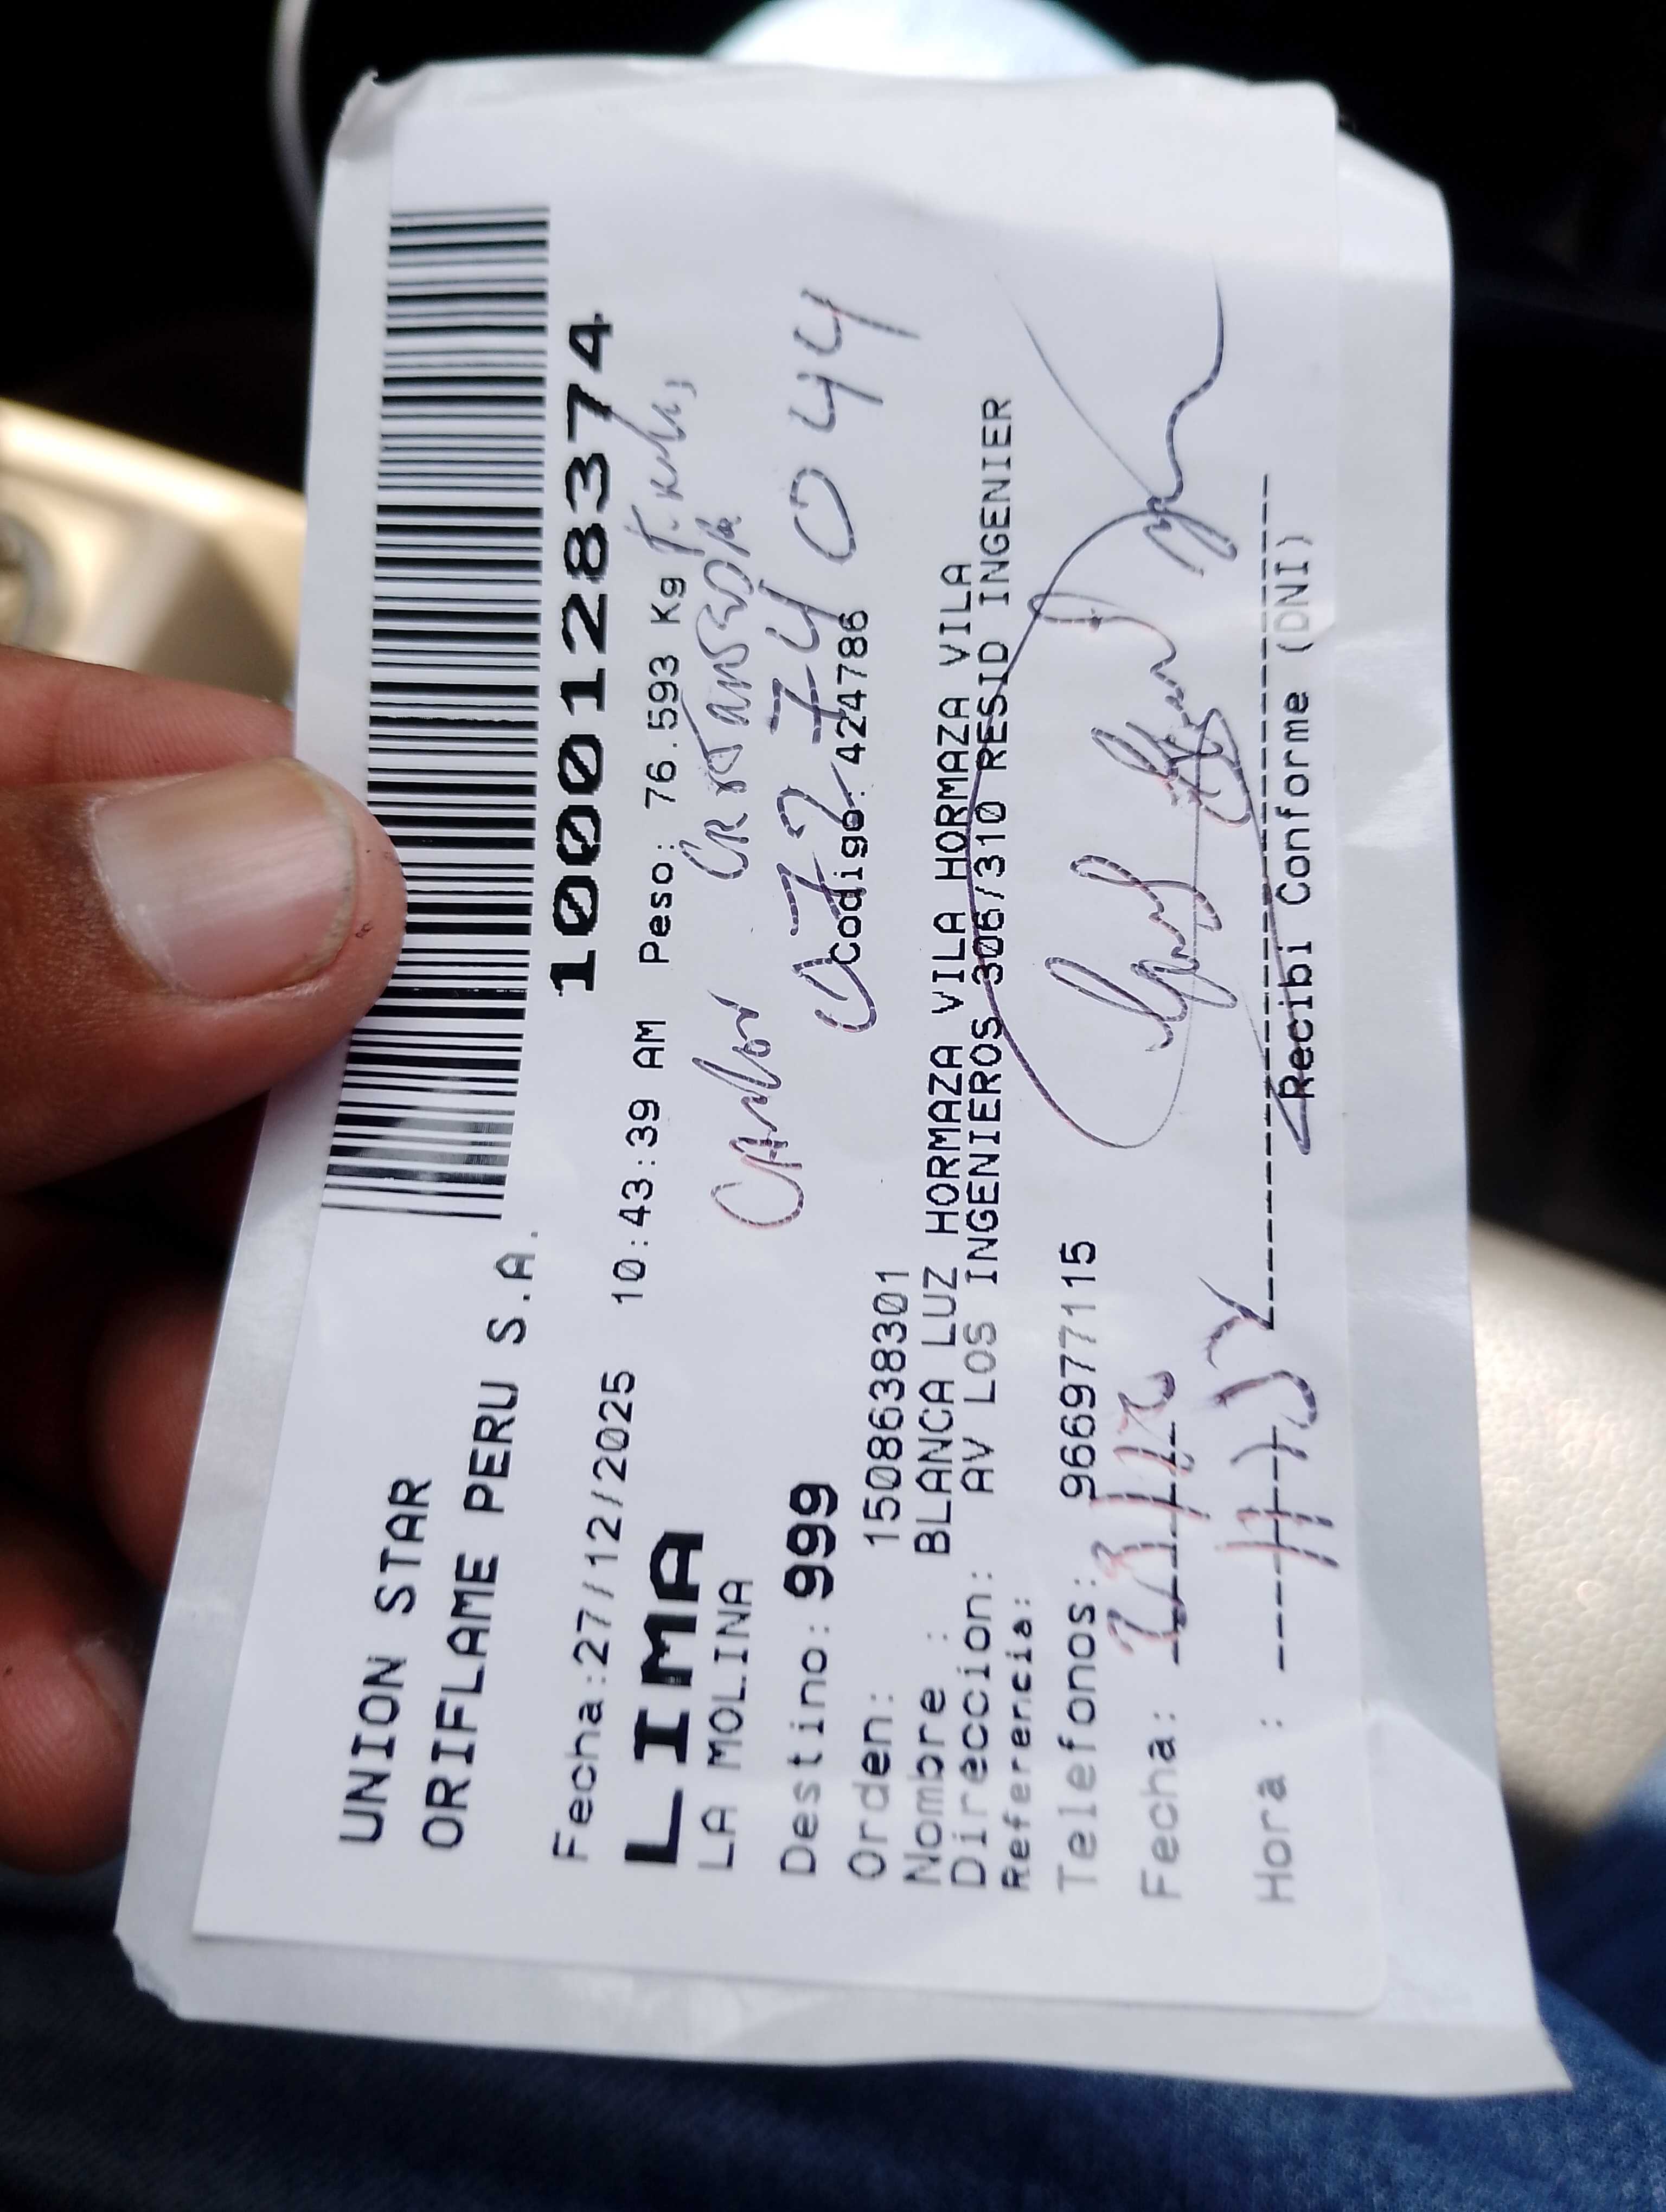 UNION STAR
ORIFLAME PERU S.A.
1000128374
Fecha:27/12/2025 10:43:39 AM Peso: 76.593 Kg
LIMA
LA MOLINA
Carlos
07274044
Destino: 999
Codigo: 424786
Orden: 1508638301
Nombre : BLANCA LUZ HORMAZA VILA HORMAZA VILA
Direccion: AV LOS INGENIEROS 306/310 RESID INGENIER
Referencia:
Telefonos: 966977115
Fecha:
Hora :
Recibi Conforme (DNI)